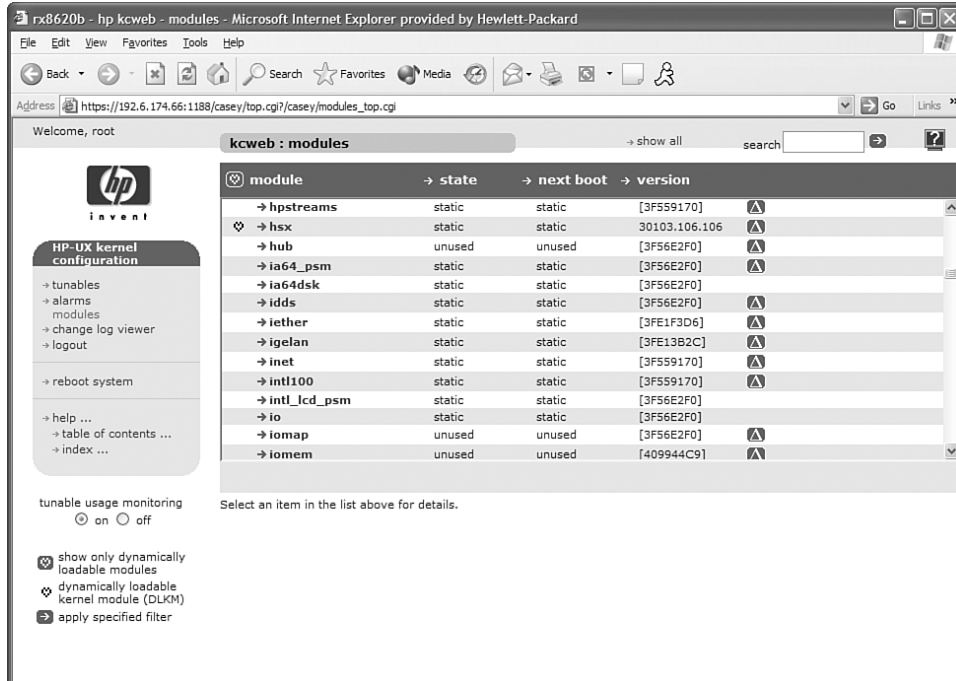 rx8620b - hp kcweb - modules - Microsoft Internet Explorer provided by Hewlett-Packard
File Edit View Favorites Tools Help
Back Search Favorites Media
Address https://192.6.174.66:1188/casey/top.cgi?/casey/modules_top.cgi Go Links »
Welcome, root
kcweb : modules → show all search ?
hp
invent
HP-UX kernel
configuration
→ tunables
→ alarms
modules
→ change log viewer
→ logout
→ reboot system
→ help ...
→ table of contents ...
→ index ...
tunable usage monitoring
on off
show only dynamically
loadable modules
dynamically loadable
kernel module (DLKM)
apply specified filter
module → state → next boot → version
→ hpstreams static static [3F559170]
→ hsx static static 30103.106.106
→ hub unused unused [3F56E2F0]
→ ia64_psm static static [3F56E2F0]
→ ia64dsk static static [3F56E2F0]
→ idds static static [3F56E2F0]
→ iether static static [3FE1F3D6]
→ igelan static static [3FE13B2C]
→ inet static static [3F559170]
→ intl100 static static [3F559170]
→ intl_lcd_psm static static [3F56E2F0]
→ io static static [3F56E2F0]
→ iomap unused unused [3F56E2F0]
→ iomem unused unused [409944C9]
Select an item in the list above for details.